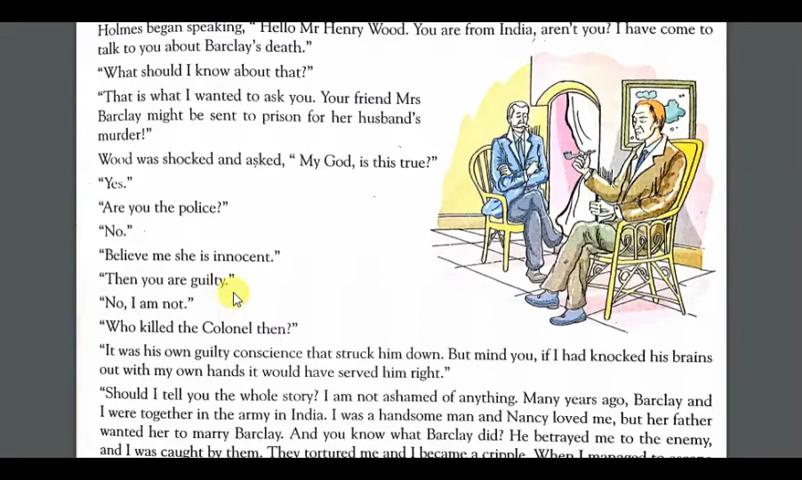 Holmes began speaking, “ Hello Mr Henry Wood. You are from India, aren't you? I have come to
talk to you about Barclay's death.”
“What should I know about that?”
“That is what I wanted to ask you. Your friend Mrs
Barclay might be sent to prison for her husband's
murder!”
Wood was shocked and asked, “ My God, is this true?”
“Yes.”
“Are you the police?”
“No.”
“Believe me she is innocent.”
“Then you are guilty.”
“No, I am not.”
“Who killed the Colonel then?”
“It was his own guilty conscience that struck him down. But mind you, if I had knocked his brains
out with my own hands it would have served him right.”
“Should I tell you the whole story? I am not ashamed of anything. Many years ago, Barclay and
I were together in the army in India. I was a handsome man and Nancy loved me, but her father
wanted her to marry Barclay. And you know what Barclay did? He betrayed me to the enemy,
and I was caught by them. They tortured me and I became a cripple. When I managed to